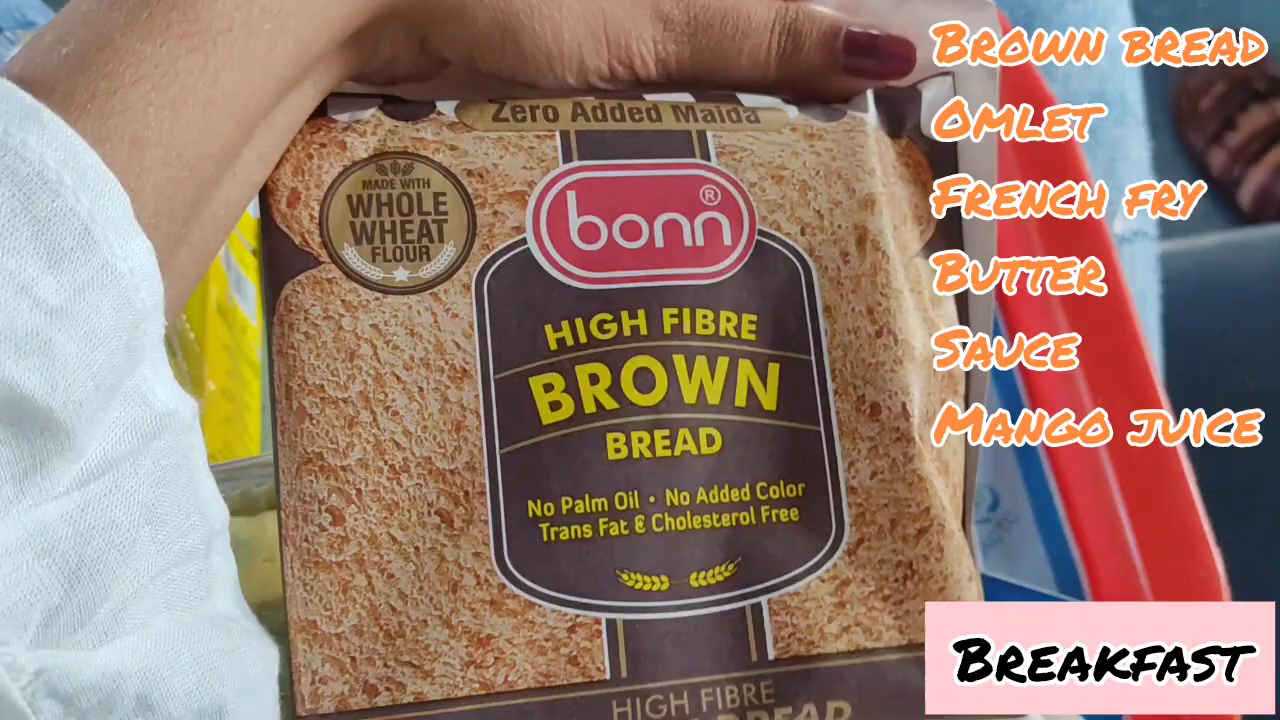 Zero Added Maida
MADE WITH
WHOLE
WHEAT
FLOUR
bonn®
HIGH FIBRE
BROWN
BREAD
No Palm Oil • No Added Color
Trans Fat & Cholesterol Free
HIGH FIBRE
BREAD
BROWN BREAD
OMLET
FRENCH FRY
BUTTER
SAUCE
MANGO JUICE
BREAKFAST